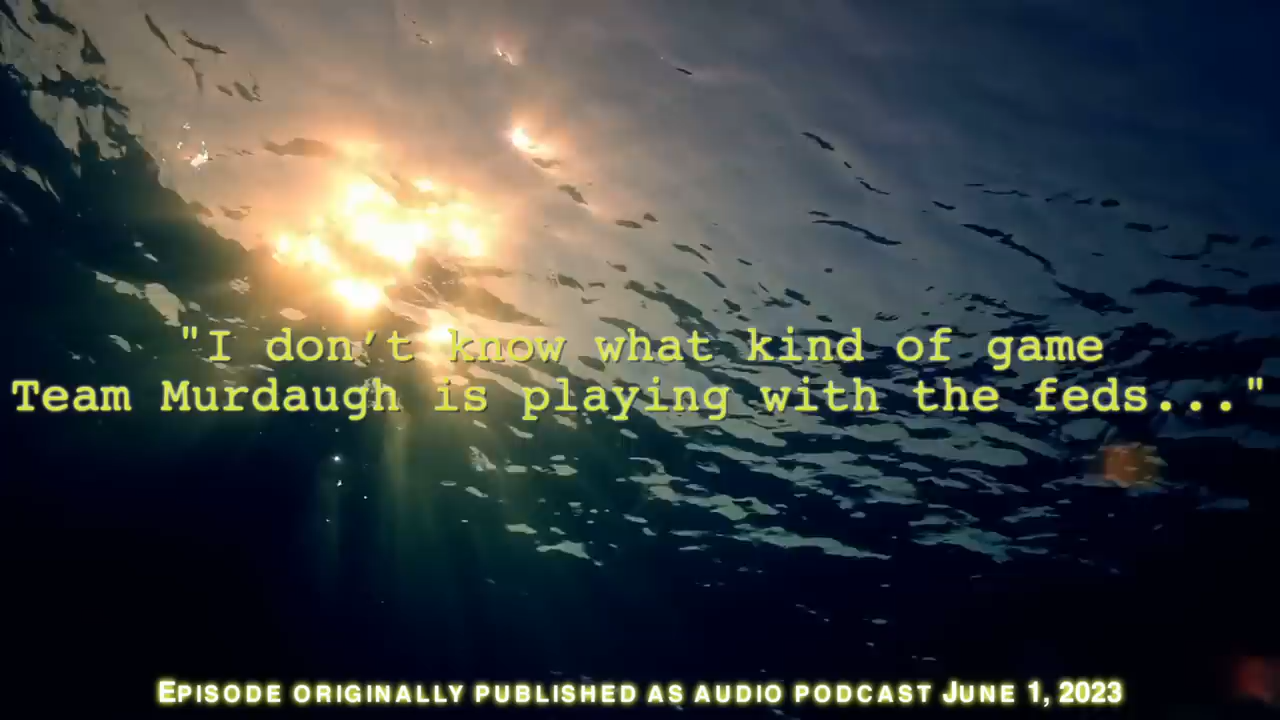 "I don’t know what kind of game
Team Murdaugh is playing with the feds..."
Episode originally published as audio podcast June 1, 2023